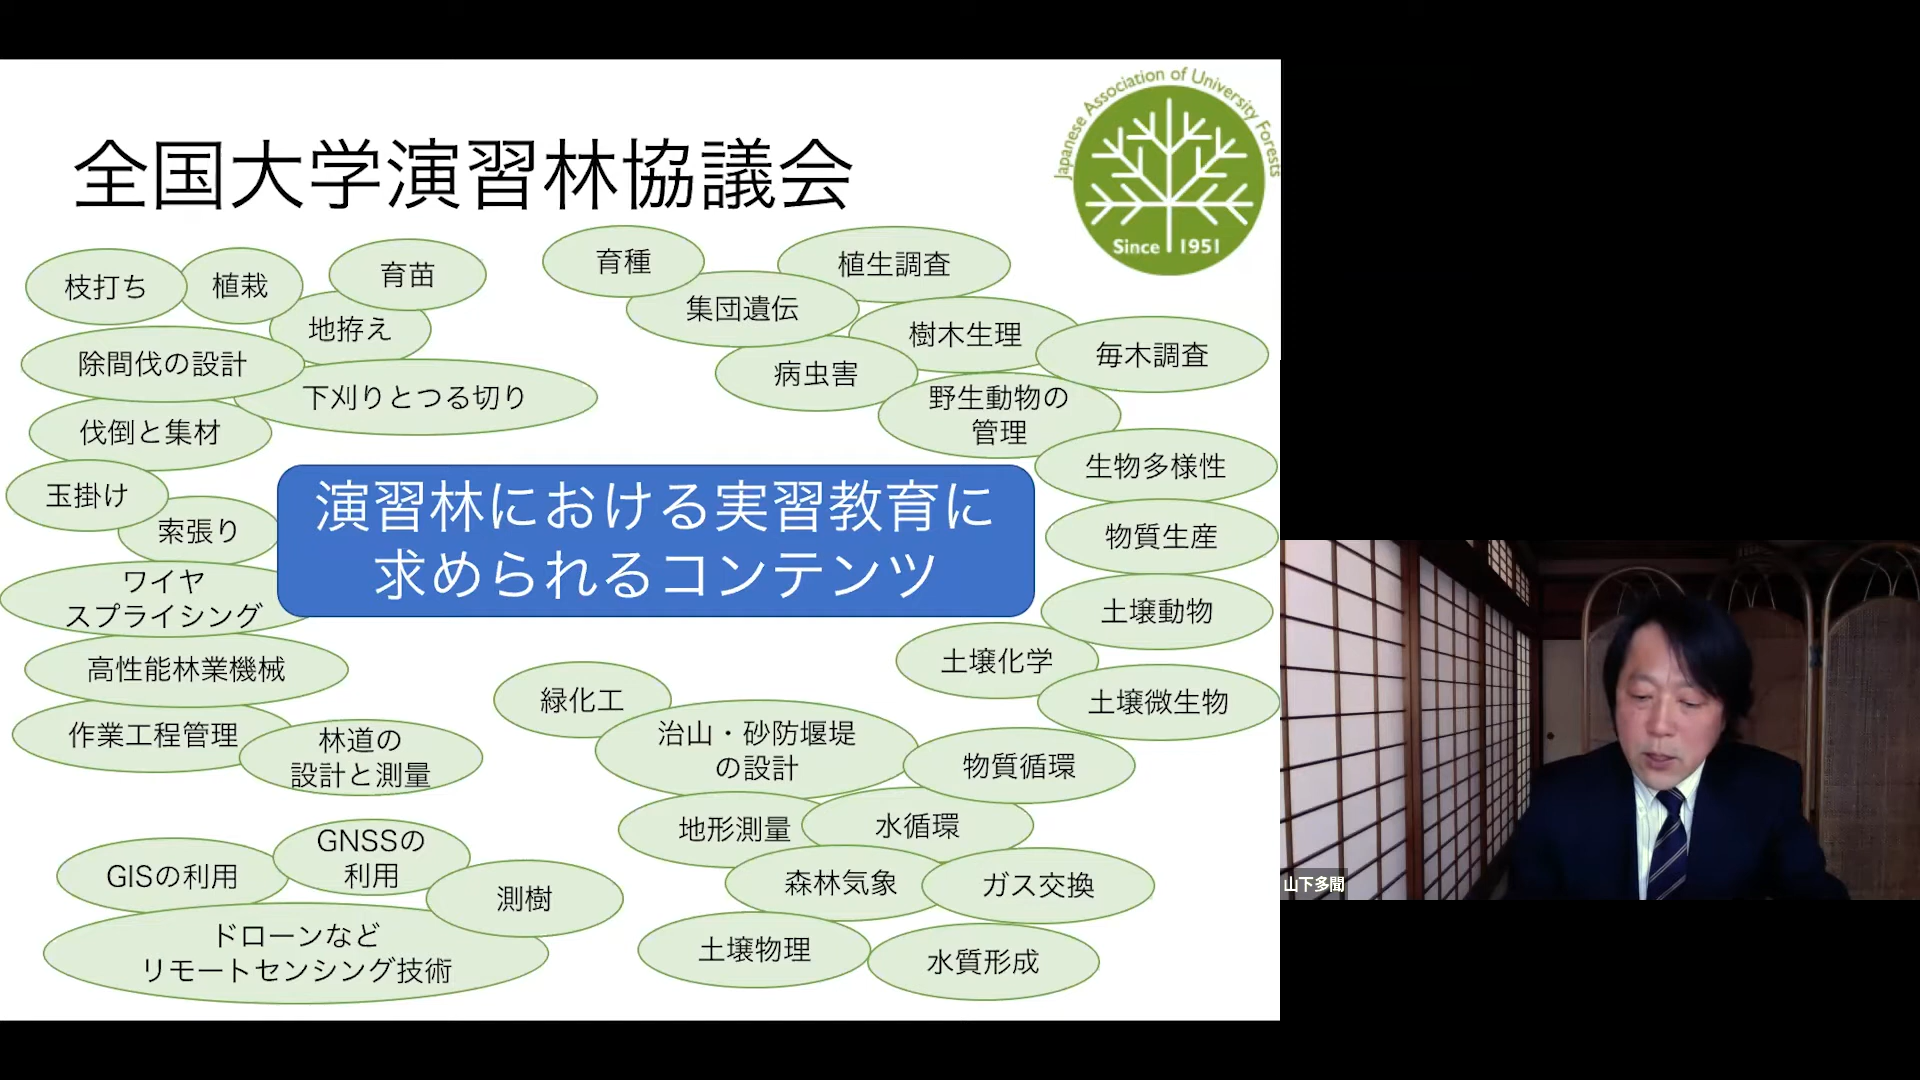 Japanese Association of University Forests
Since 1951
全国大学演習林協議会
枝打ち
植栽
育苗
地拵え
除間伐の設計
下刈りとつる切り
伐倒と集材
玉掛け
索張り
ワイヤ
スプライシング
高性能林業機械
作業工程管理
林道の
設計と測量
育種
植生調査
集団遺伝
樹木生理
毎木調査
病虫害
野生動物の
管理
生物多様性
物質生産
土壌動物
土壌化学
土壌微生物
演習林における実習教育に
求められるコンテンツ
緑化工
治山・砂防堰堤
の設計
物質循環
地形測量
水循環
森林気象
ガス交換
土壌物理
水質形成
GISの利用
GNSSの
利用
測樹
ドローンなど
リモートセンシング技術
山下多聞